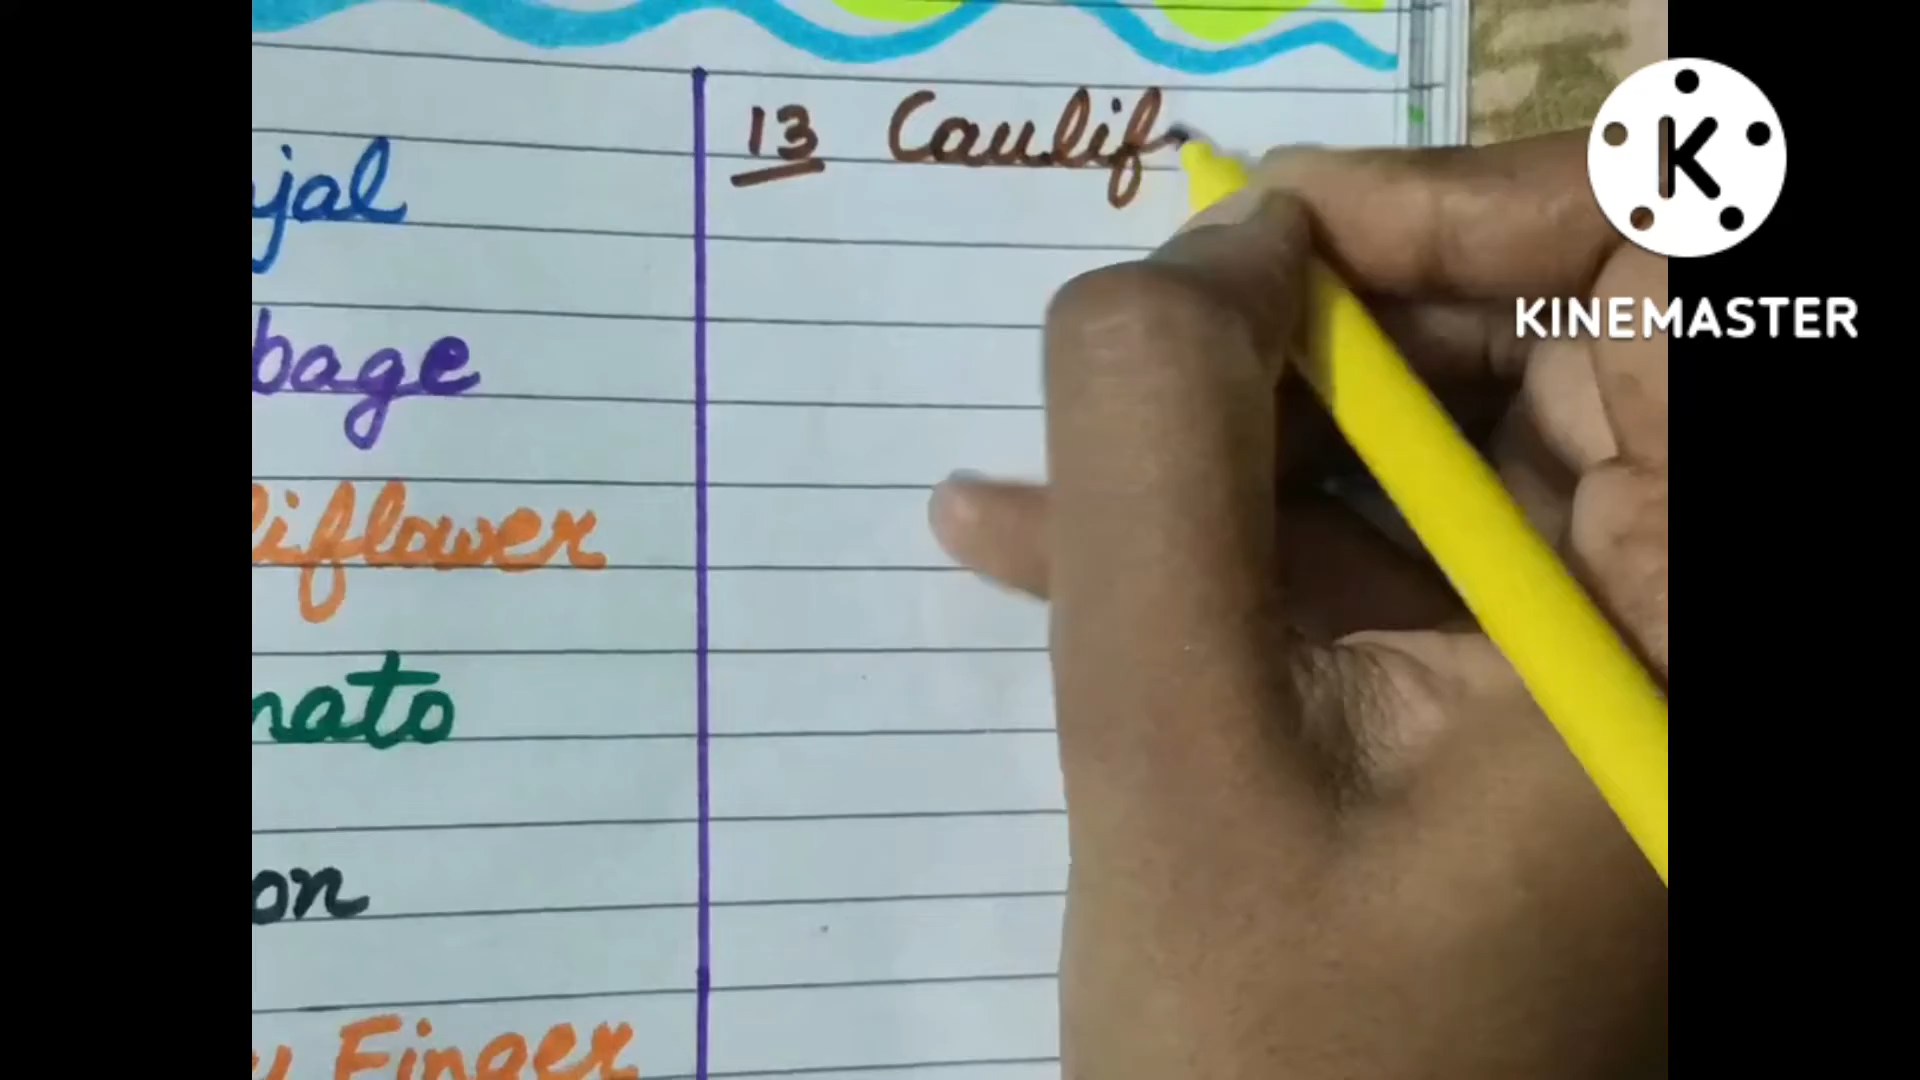 13 Caulif
jal
bage
liflower
nato
on
y Finger
K
KINEMASTER